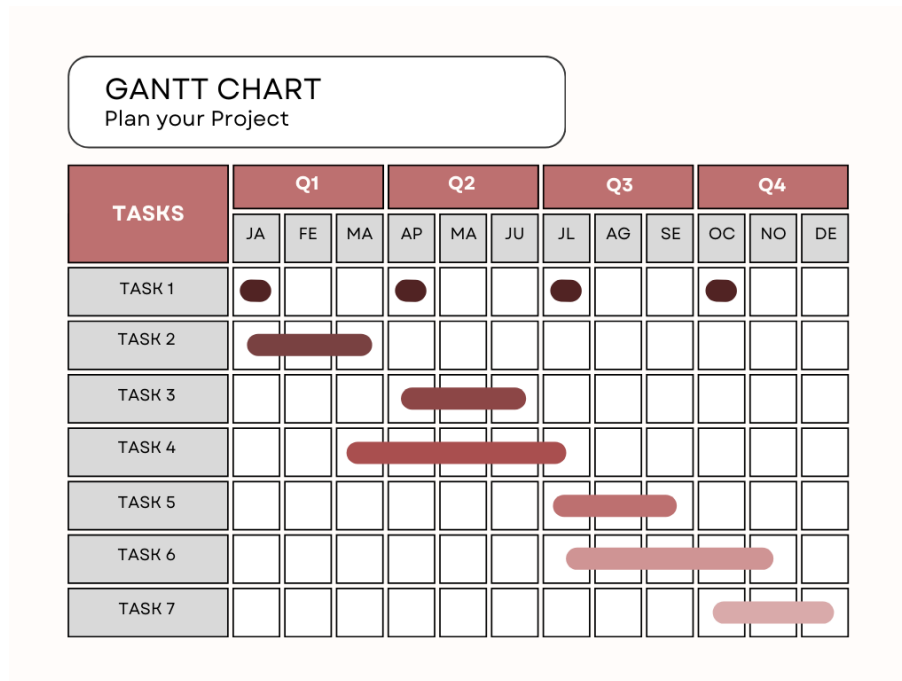 GANTT CHART
Plan your Project
TASKS
Q1 Q2 Q3 Q4
JA FE MA AP MA JU JL AG SE OC NO DE
TASK 1
TASK 2
TASK 3
TASK 4
TASK 5
TASK 6
TASK 7